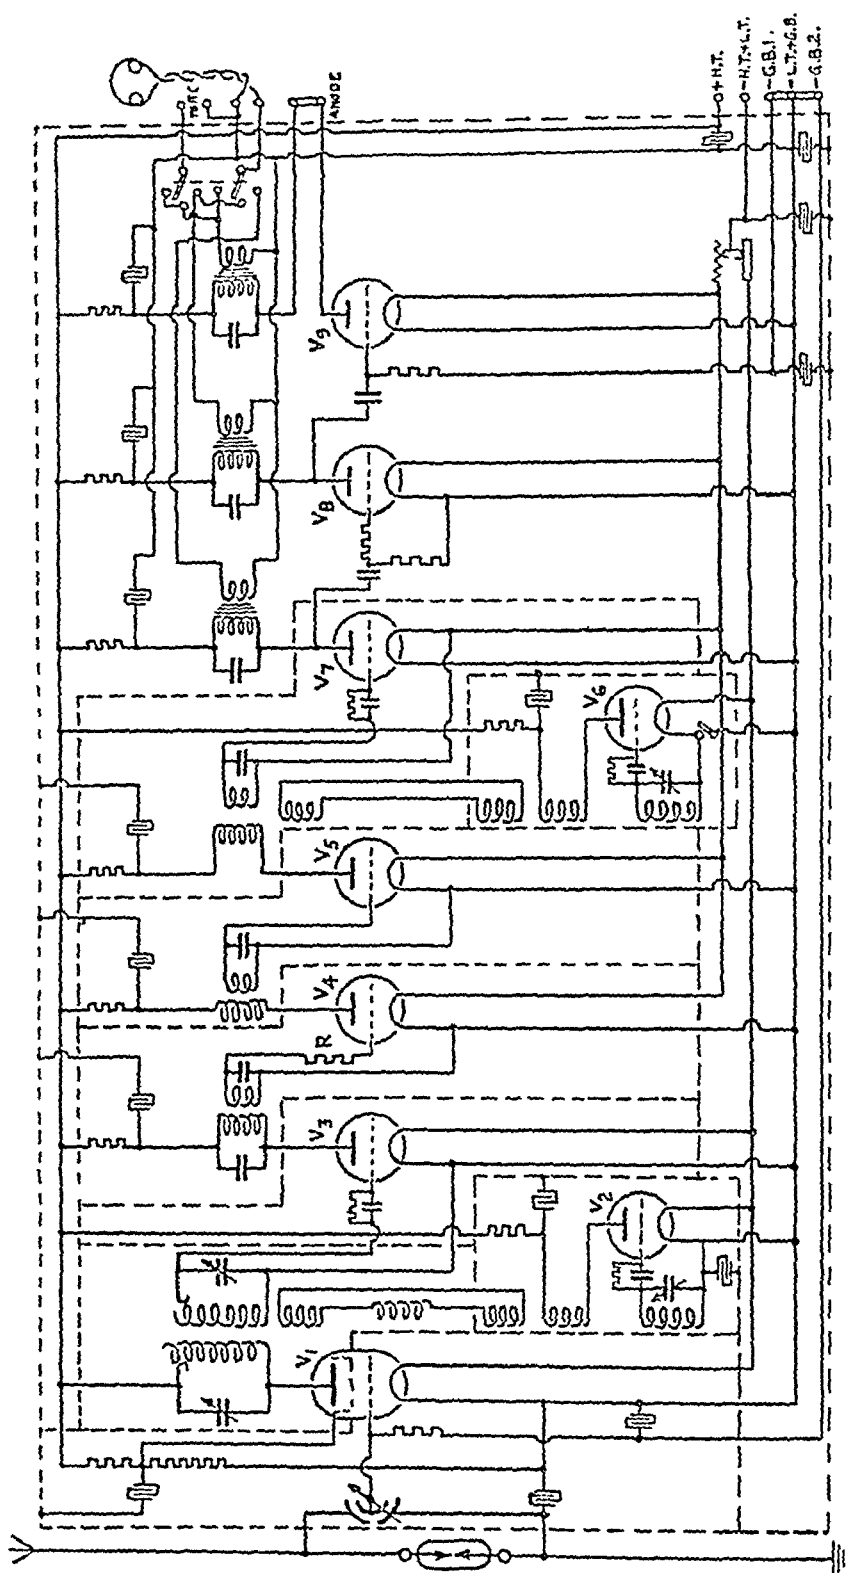 +H.T.
-H.T.&L.T.
-G.B.1.
-L.T.+G.B.
-G.B.2.
ANODE
V9
V8
V7
V6
V5
V4
R
V3
V2
V1